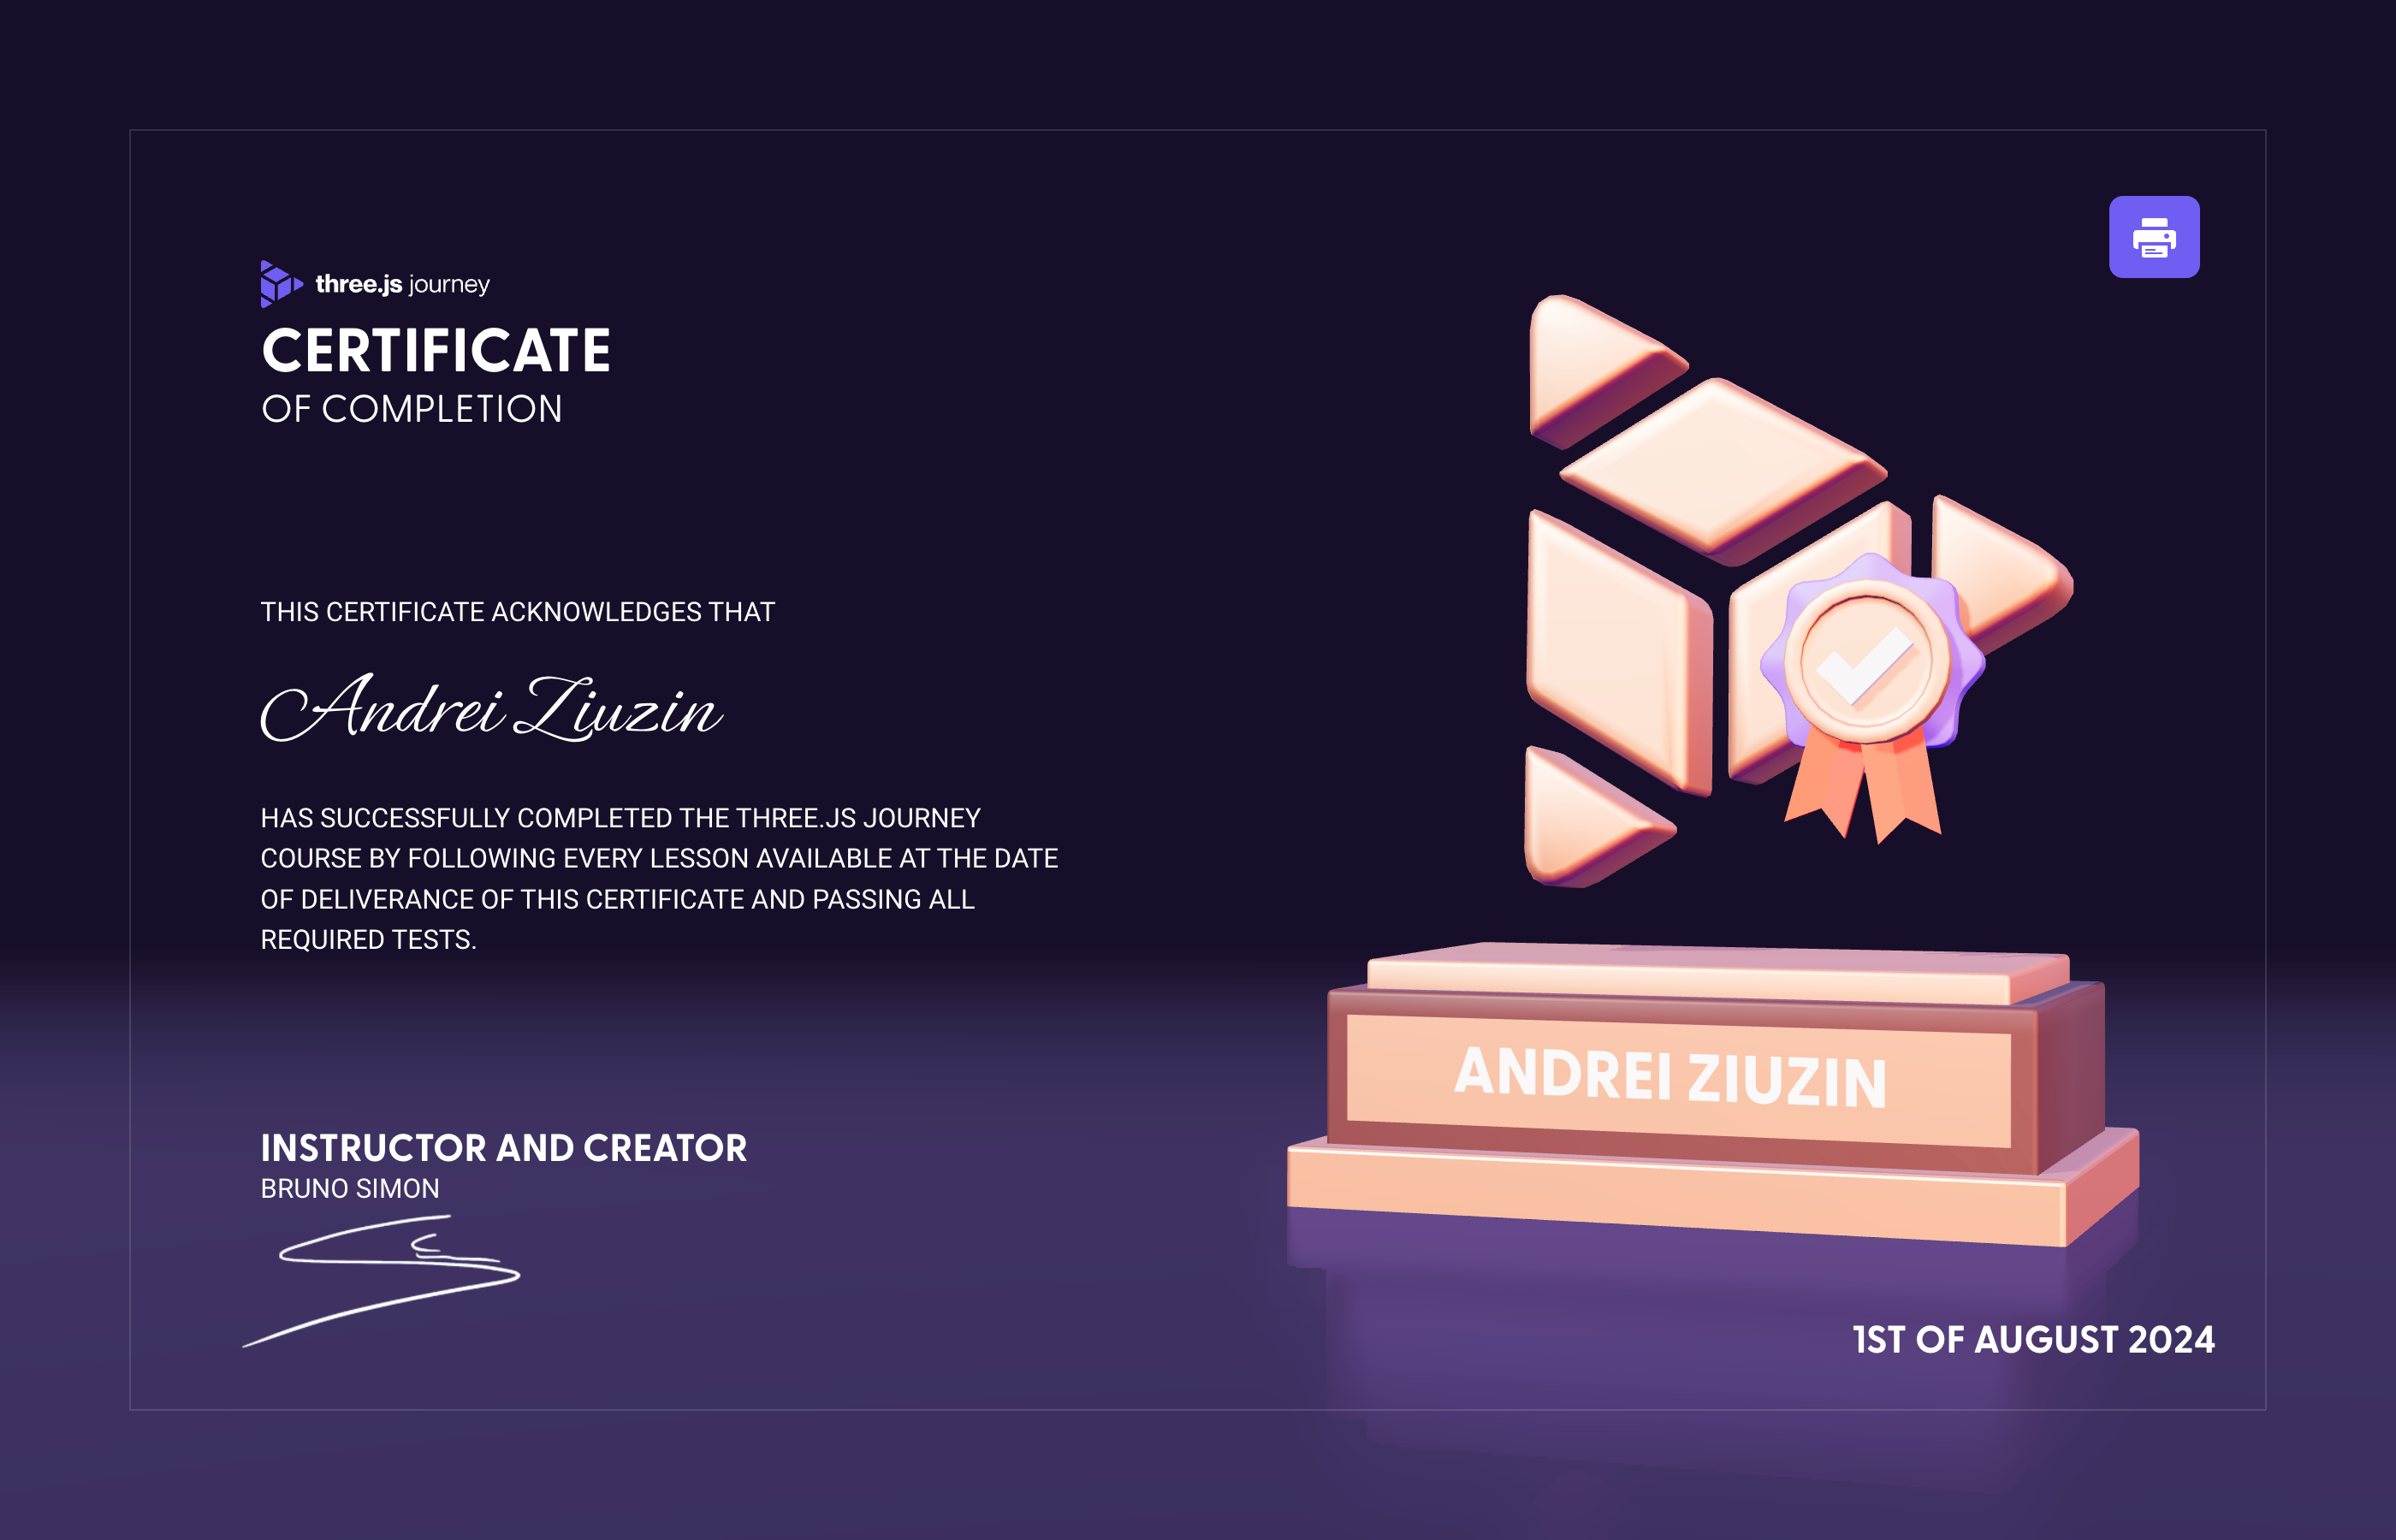 three.js journey
CERTIFICATE
OF COMPLETION
THIS CERTIFICATE ACKNOWLEDGES THAT
Andrei Ziuzin
HAS SUCCESSFULLY COMPLETED THE THREE.JS JOURNEY
COURSE BY FOLLOWING EVERY LESSON AVAILABLE AT THE DATE
OF DELIVERANCE OF THIS CERTIFICATE AND PASSING ALL
REQUIRED TESTS.
INSTRUCTOR AND CREATOR
BRUNO SIMON
ANDREI ZIUZIN
1ST OF AUGUST 2024